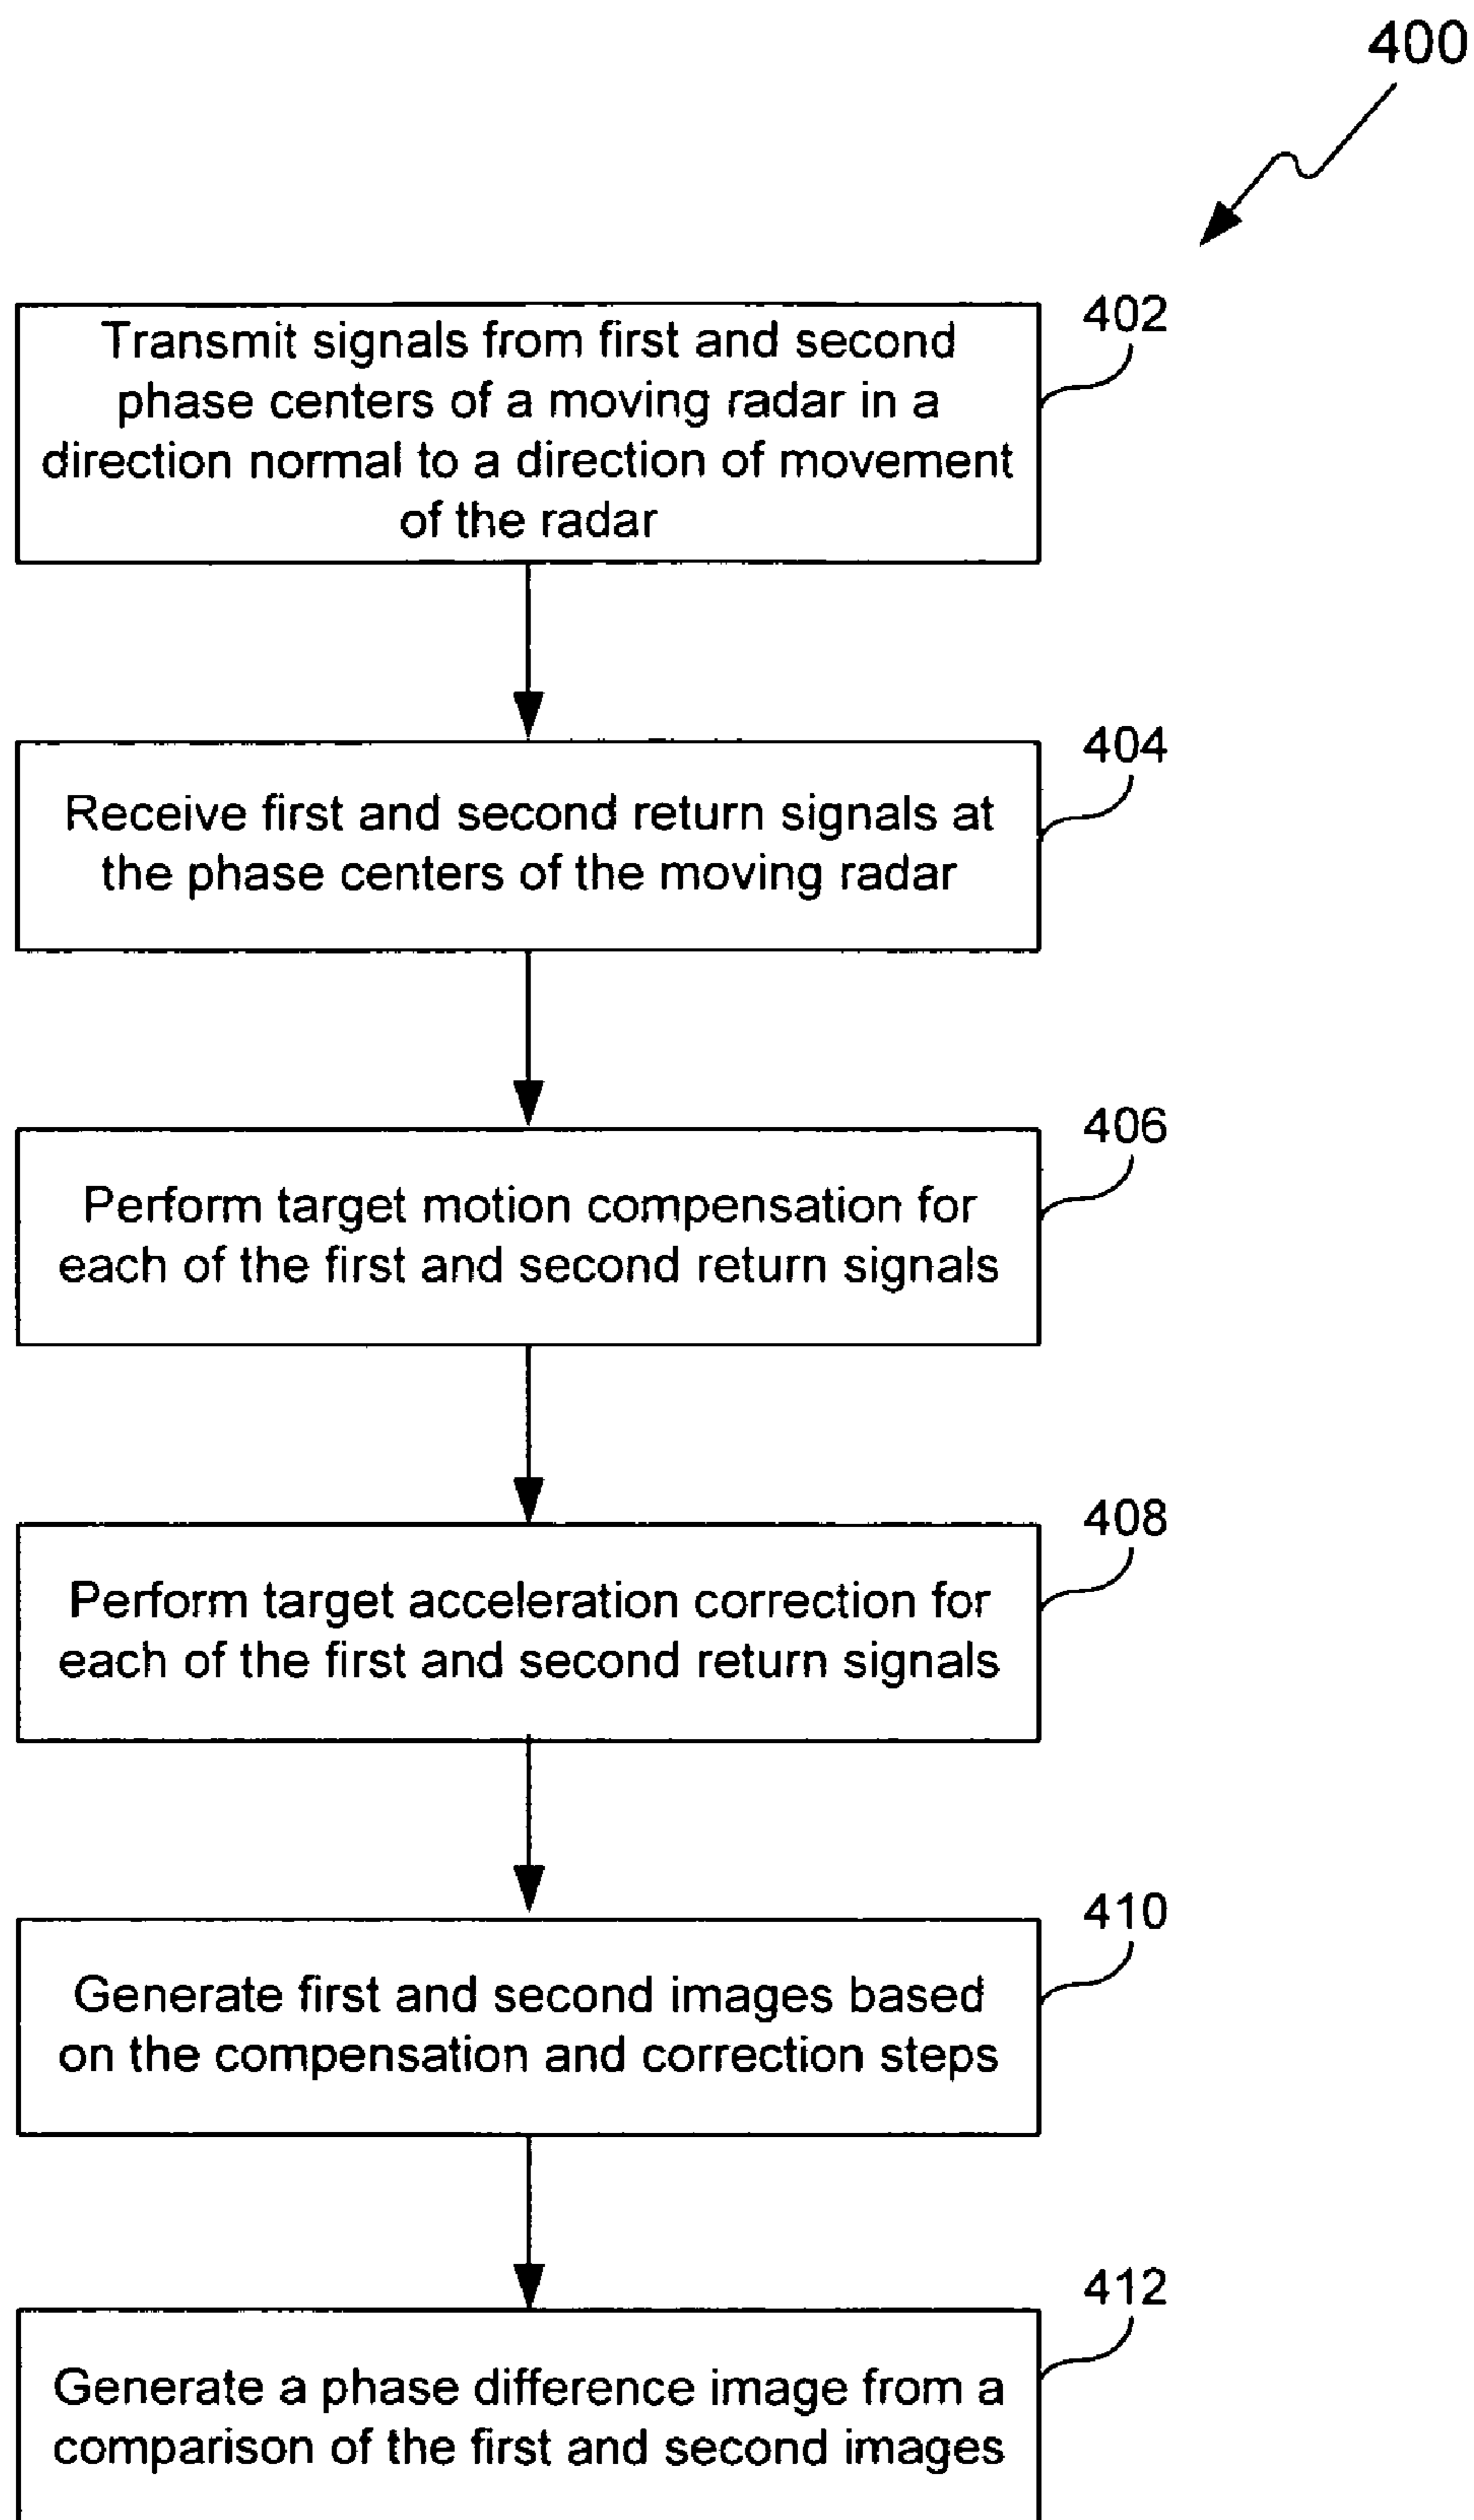 400
402
Transmit signals from first and second
phase centers of a moving radar in a
direction normal to a direction of movement
of the radar
404
Receive first and second return signals at
the phase centers of the moving radar
406
Perform target motion compensation for
each of the first and second return signals
408
Perform target acceleration correction for
each of the first and second return signals
410
Generate first and second images based
on the compensation and correction steps
412
Generate a phase difference image from a
comparison of the first and second images